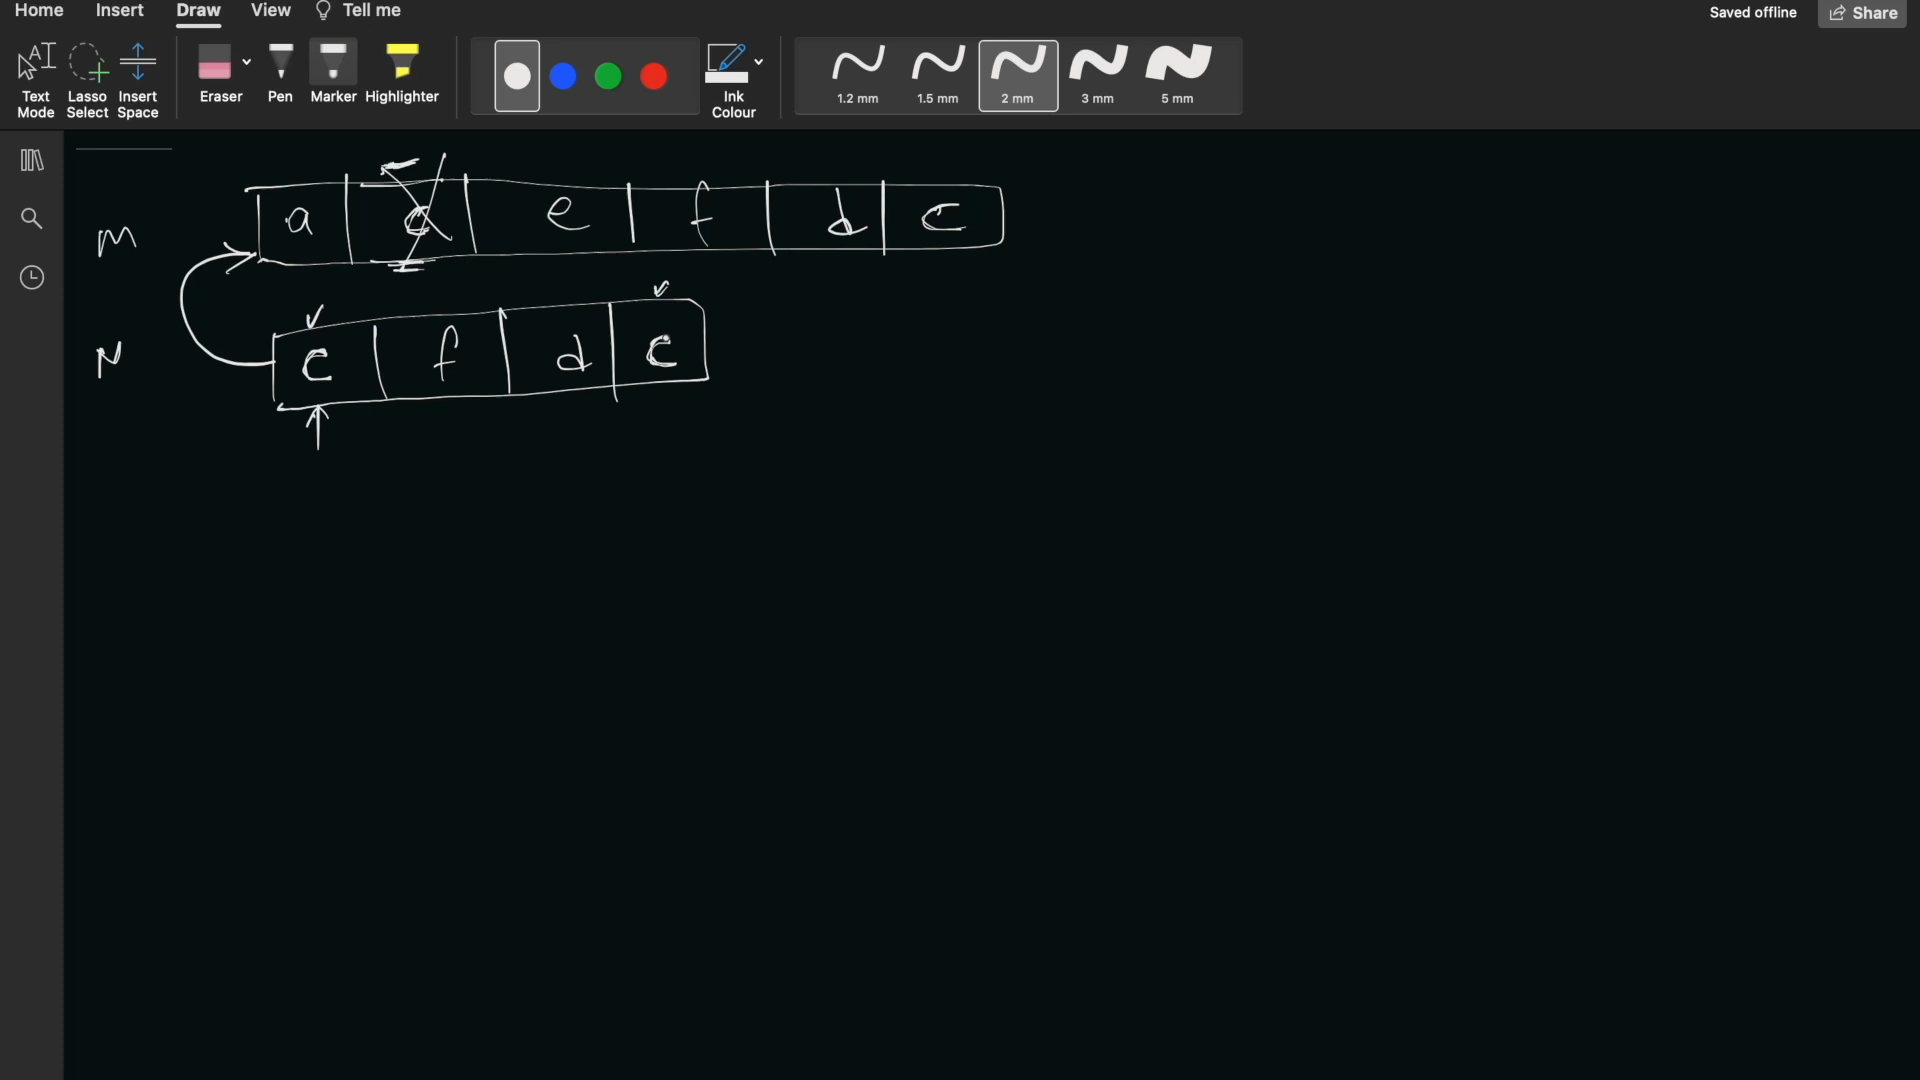 Home Insert Draw View Tell me Saved offline Share
Text Mode Lasso Select Insert Space Eraser Pen Marker Highlighter Ink Colour 1.2 mm 1.5 mm 2 mm 3 mm 5 mm
M a c e f d c
N c f d c